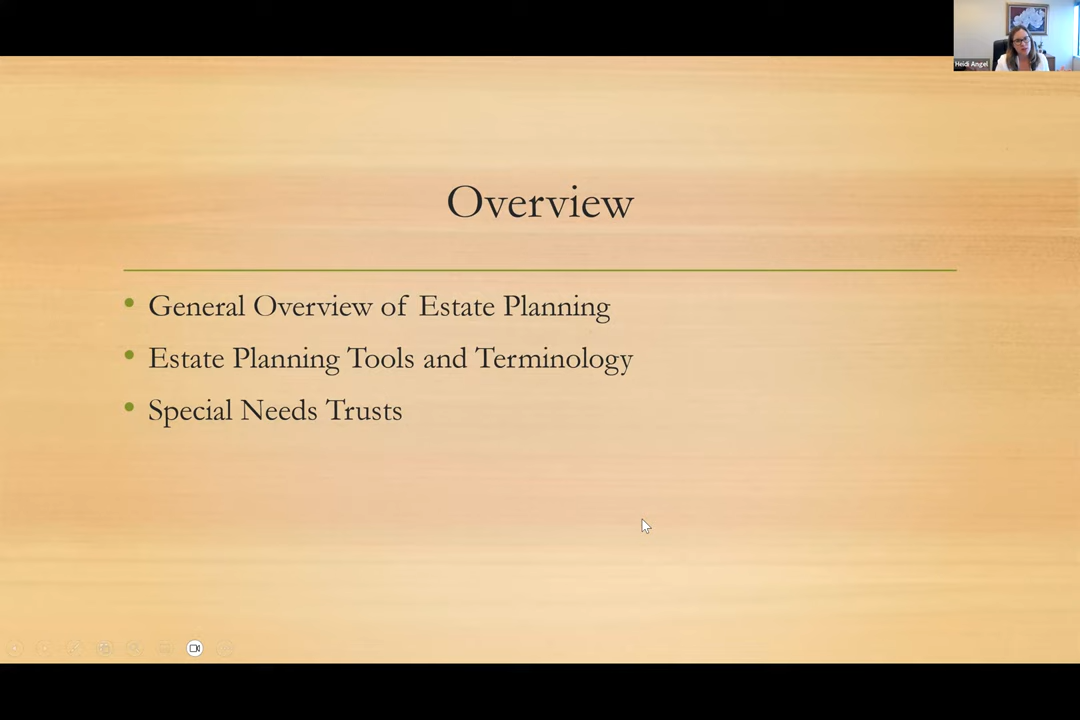 Heidi Angel
Overview
General Overview of Estate Planning
Estate Planning Tools and Terminology
Special Needs Trusts